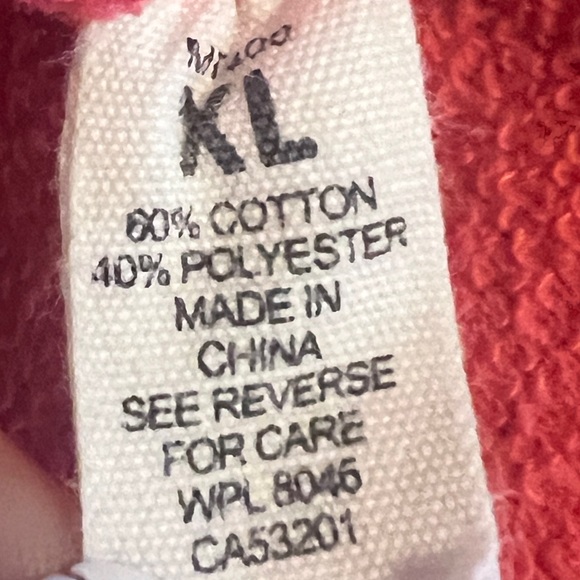 XL
60% COTTON
40% POLYESTER
MADE IN
CHINA
SEE REVERSE
FOR CARE
WPL 8046
CA53201